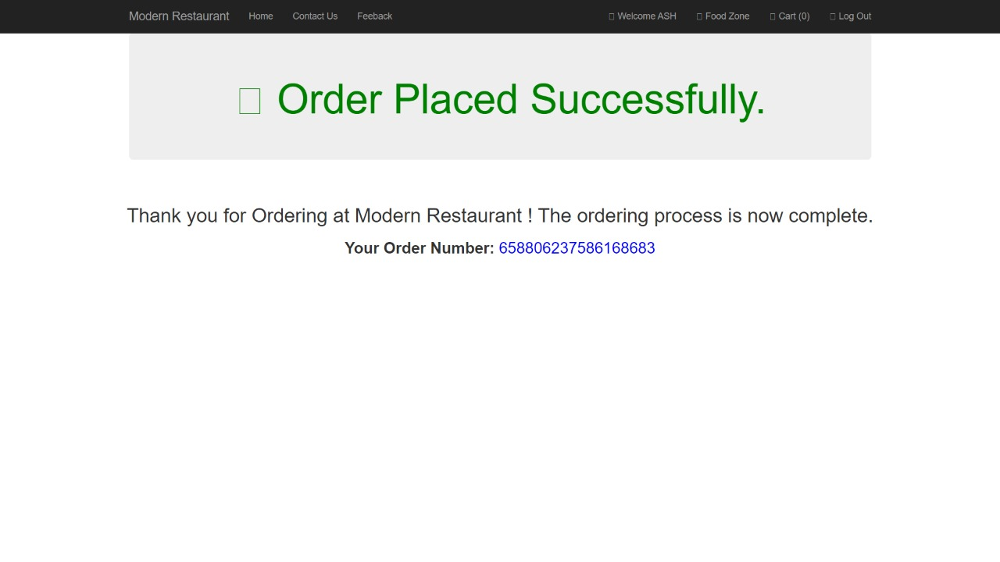 Modern Restaurant Home Contact Us Feeback Welcome ASH Food Zone Cart (0) Log Out
Order Placed Successfully.
Thank you for Ordering at Modern Restaurant ! The ordering process is now complete.
Your Order Number: 658806237586168683